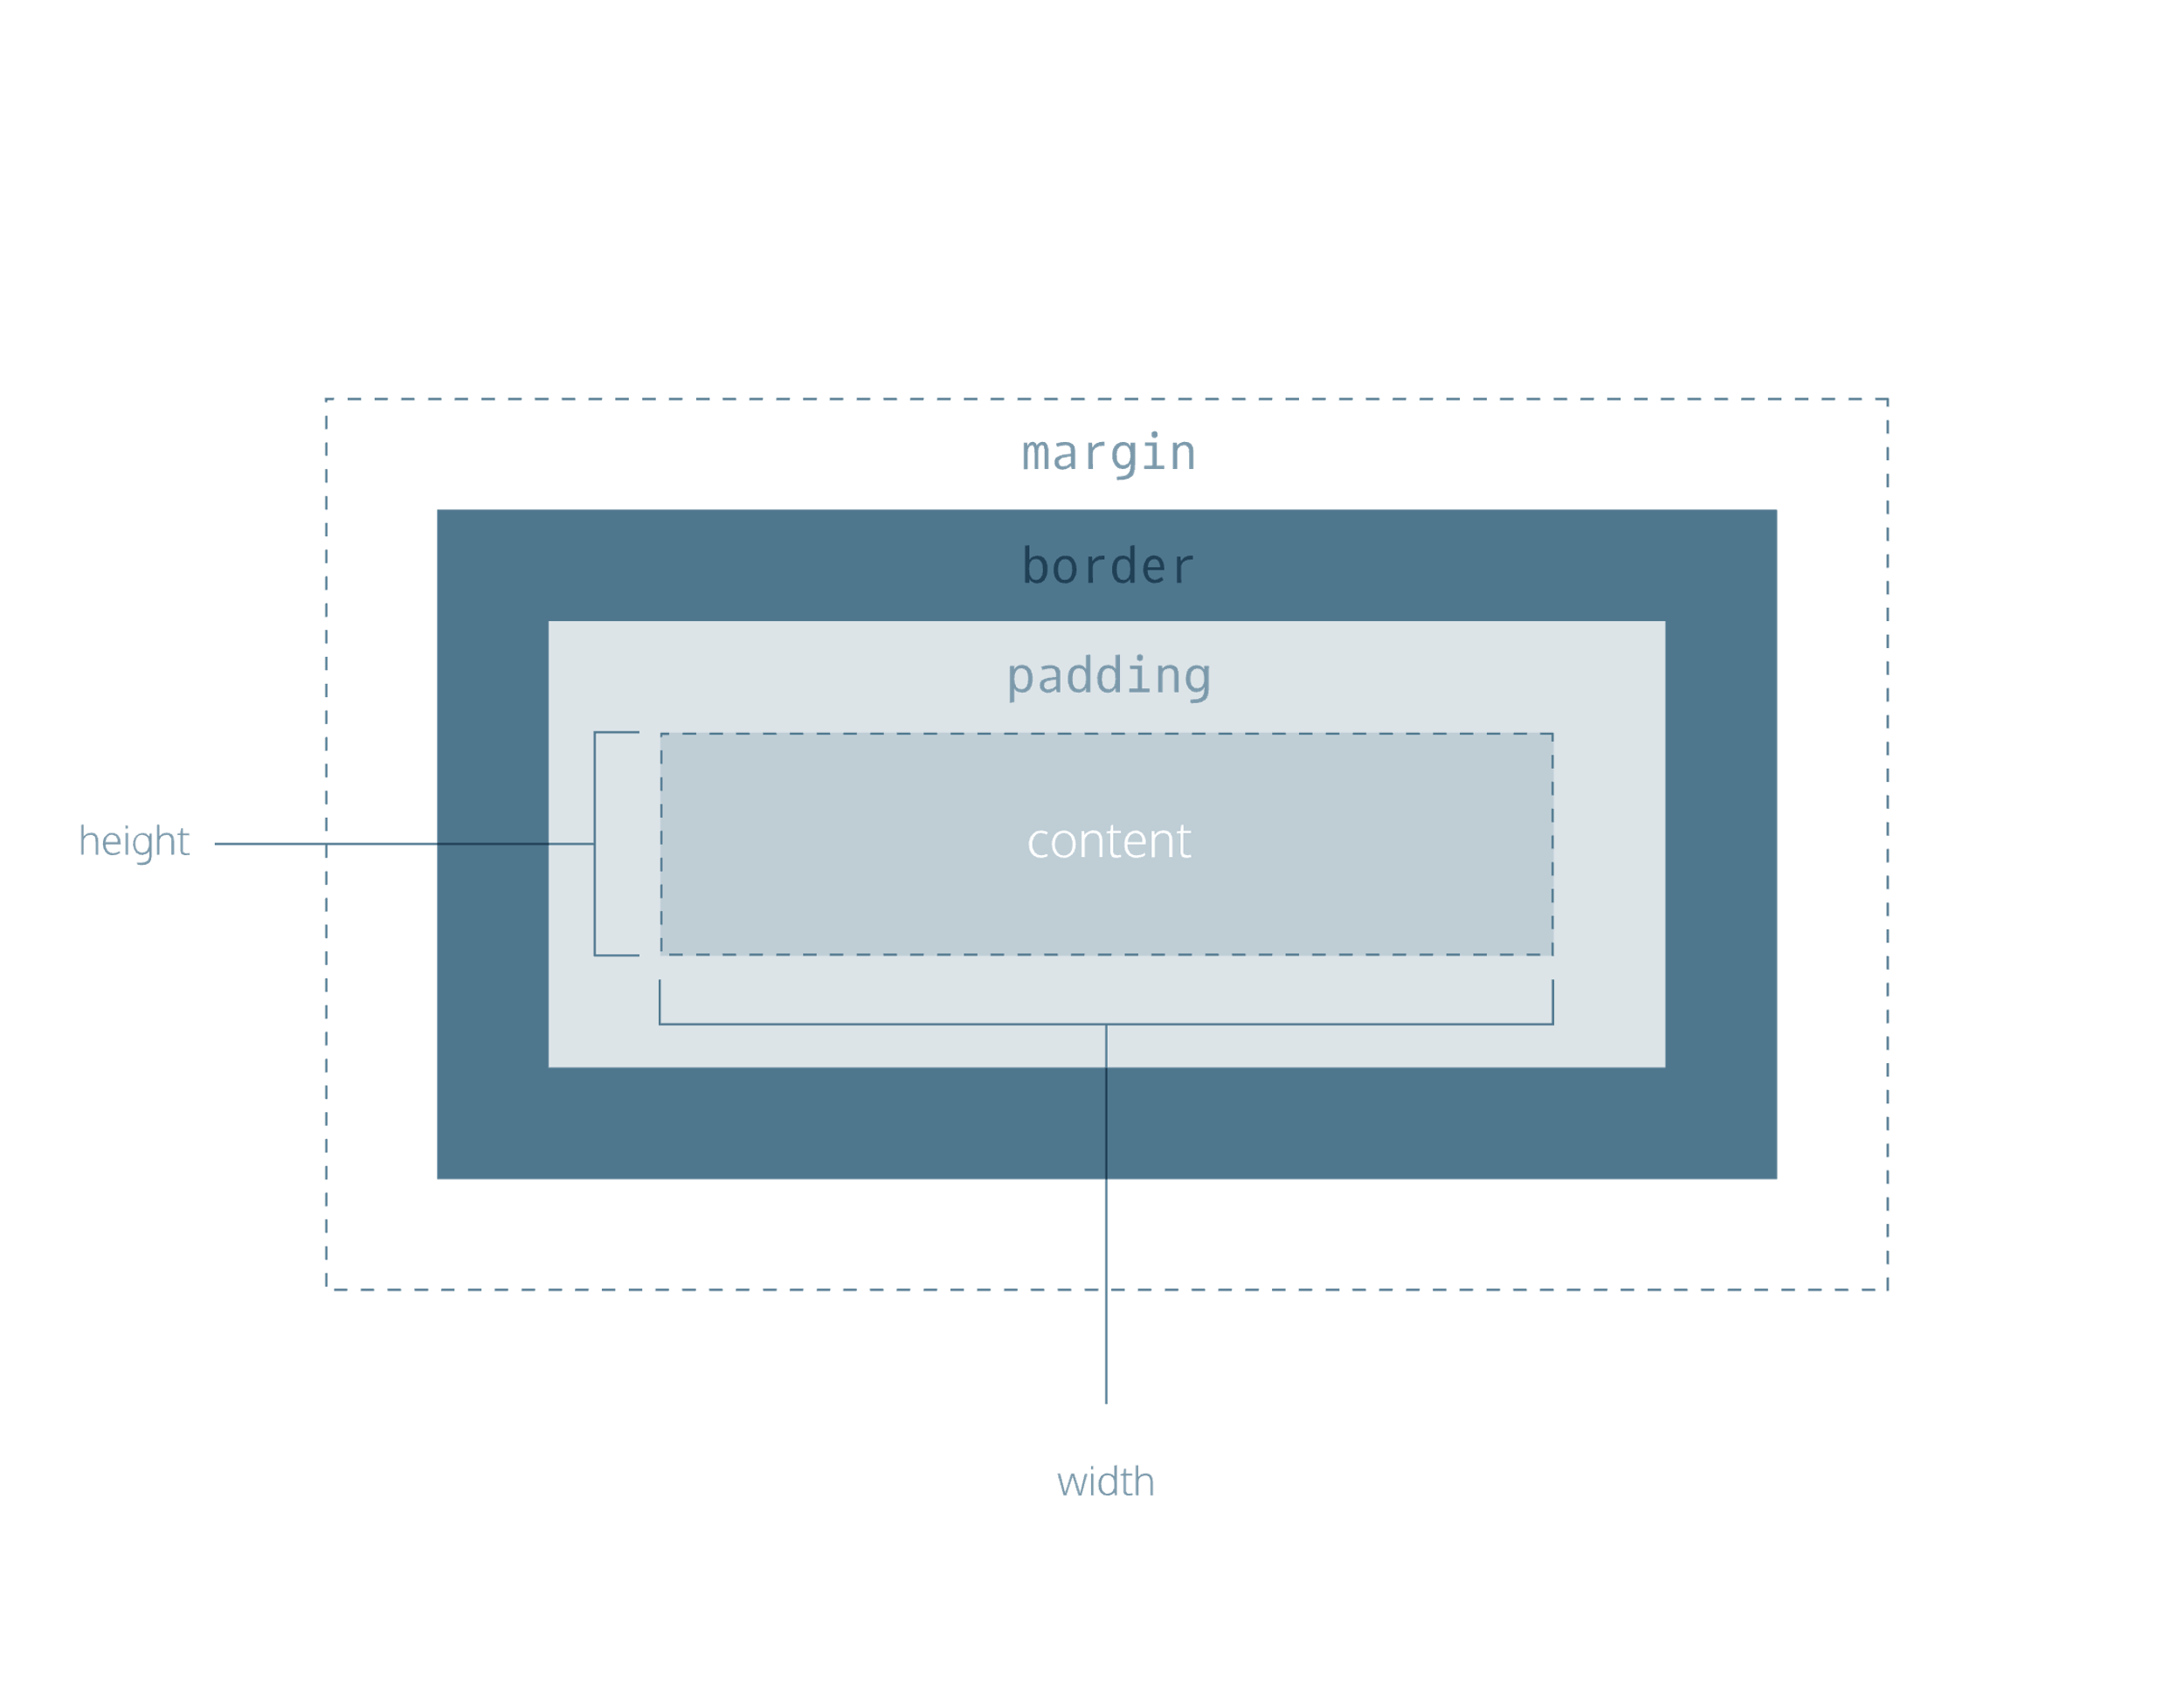 margin
border
padding
content
height
width